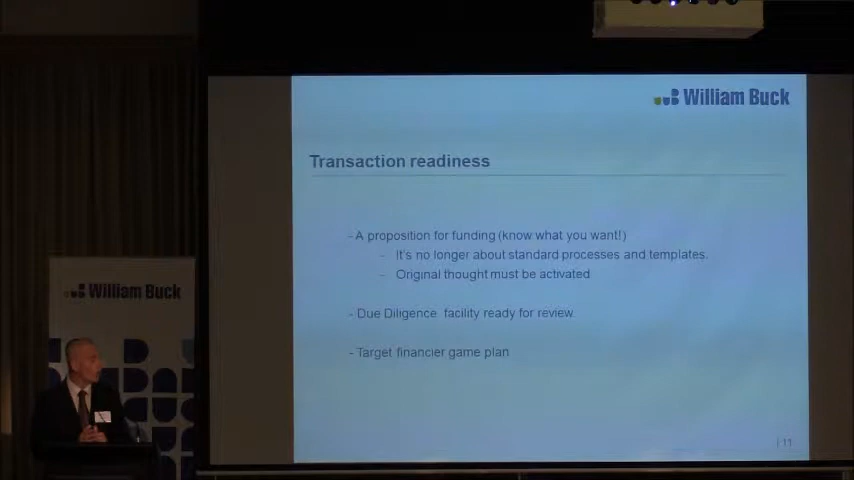 William Buck
Transaction readiness
- A proposition for funding (know what you want!)
- It's no longer about standard processes and templates.
- Original thought must be activated
- Due Diligence facility ready for review.
- Target financier game plan
| 11
William Buck